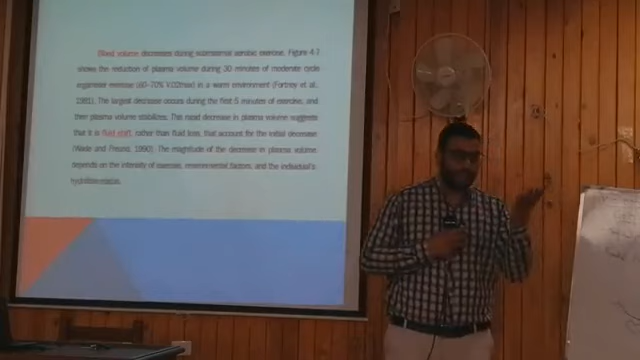 Blood volume decreases during submaximal aerobic exercise. Figure 4.7
shows the reduction of plasma volume during 30 minutes of moderate cycle
ergometer exercise (60–70% VO2max) in a warm environment (Fortney et al.,
1981). The largest decrease occurs during the first 5 minutes of exercise, and
then plasma volume stabilizes. This rapid decrease in plasma volume suggests
that it is fluid shift, rather than fluid loss, that account for the initial decrease
(Wade and Freund, 1990). The magnitude of the decrease in plasma volume
depends on the intensity of exercise, environmental factors, and the individual's
hydration status.